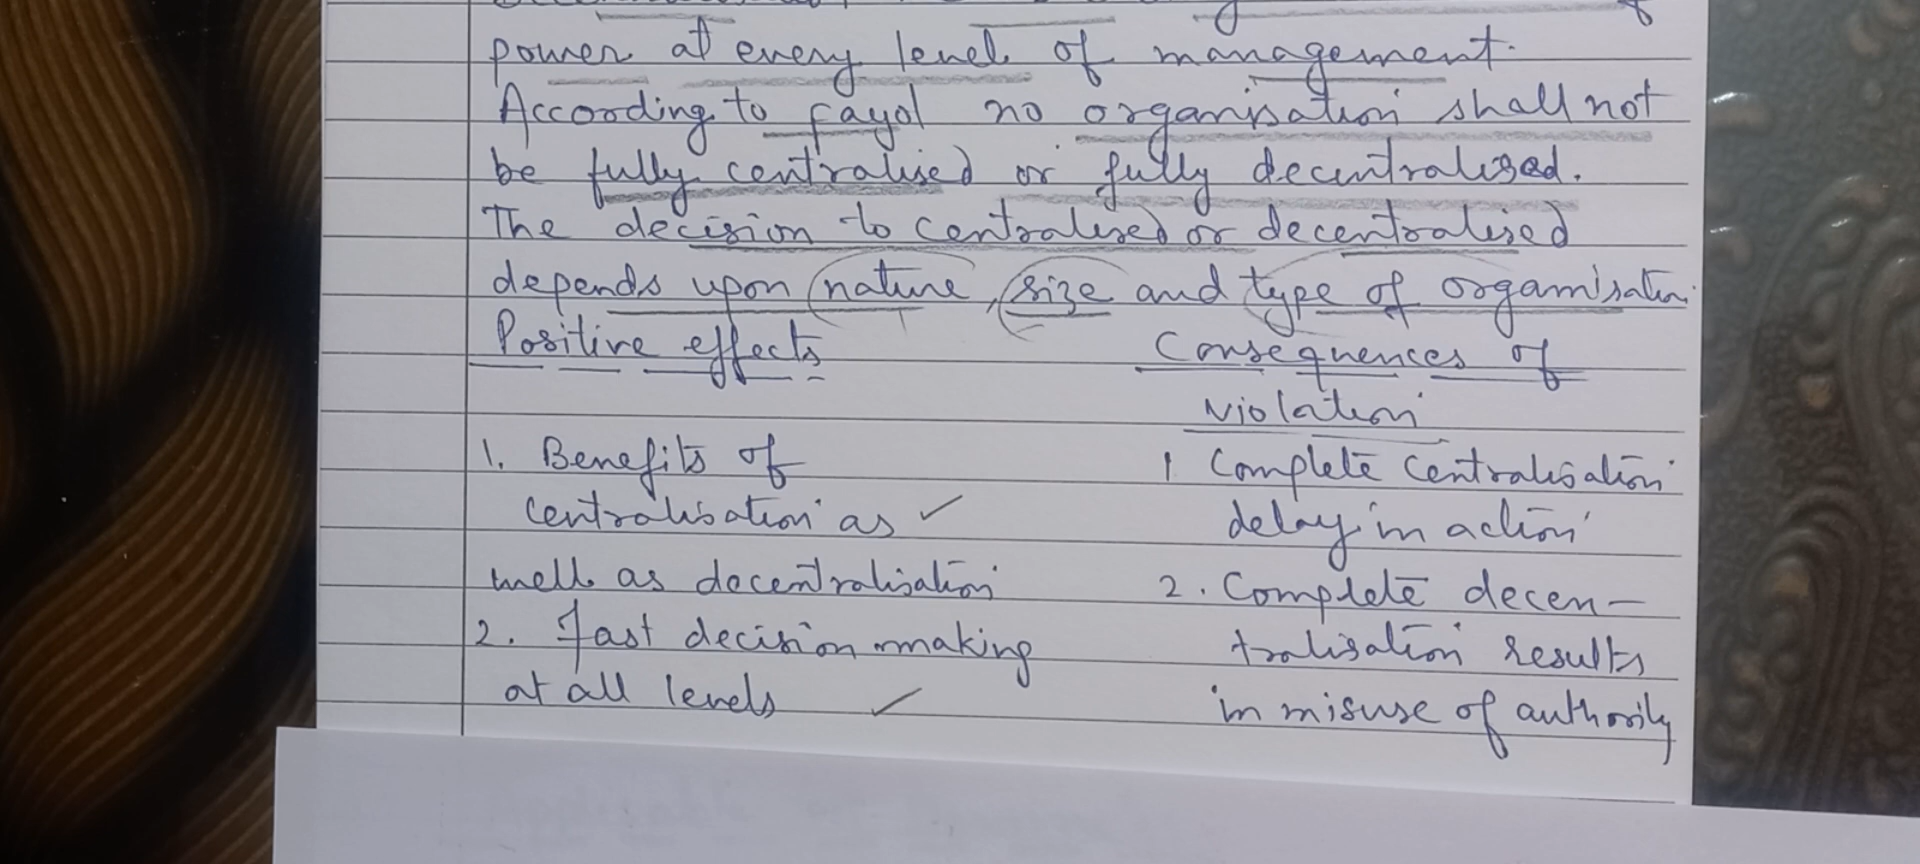 power at every level of management.
According to fayol no organisation shall not
be fully centralised or fully decentralised.
The decision to centralised or decentralised
depends upon nature, size and type of organisation.
Positive effects
Consequences of
violation
1. Benefits of
centralisation as ✓
well as decentralisation
2. Fast decision making
at all levels ✓
1 Complete centralisation
delay in action
2. Complete decen-
tralisation results
in misuse of authority